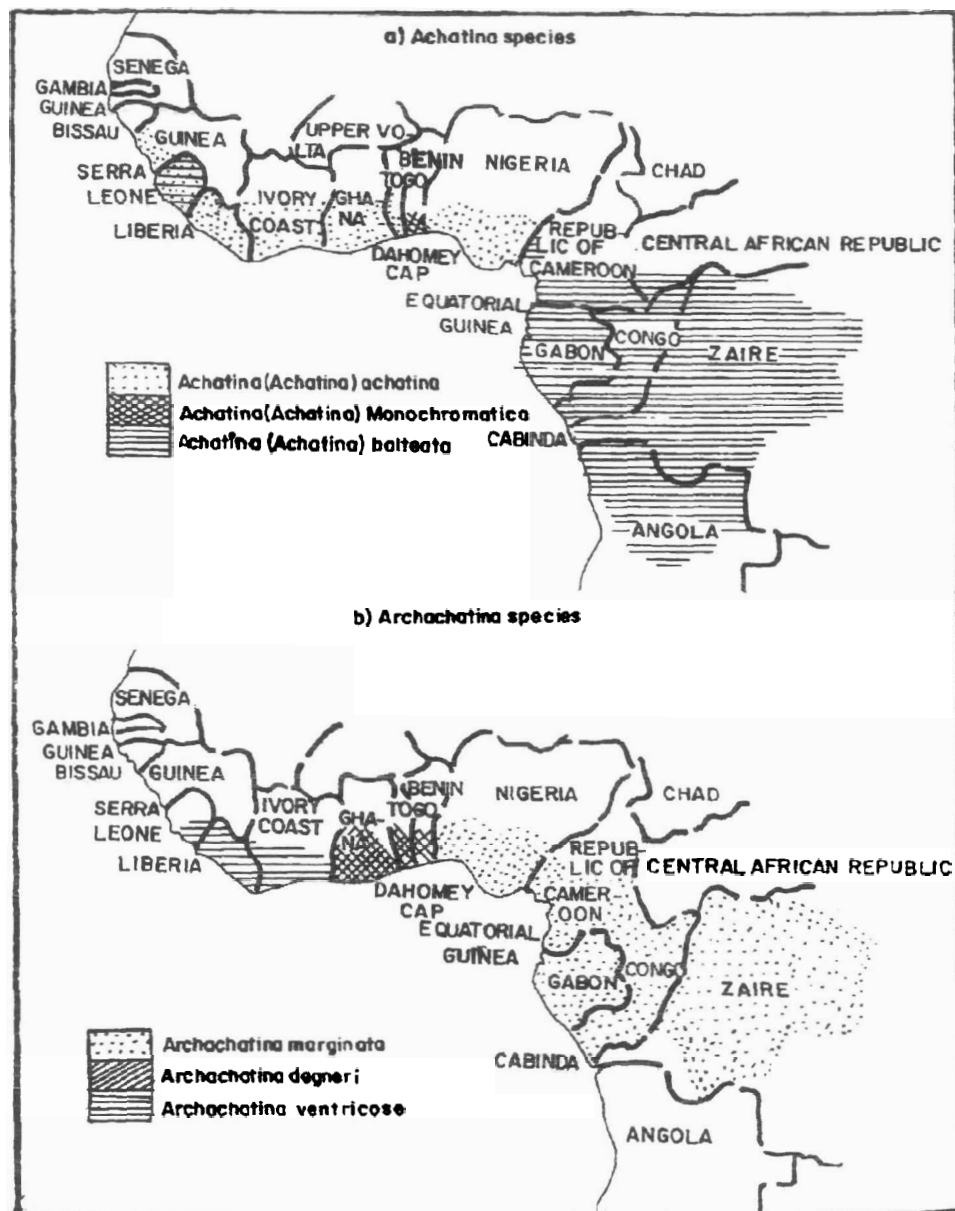 a) Achatina species
SENEGA
GAMBIA
GUINEA
BISSAU
GUINEA
UPPER VO-
LTA
BENIN
TOGO
NIGERIA
CHAD
SERRA
LEONE
IVORY
COAST
GHA-
NA
LIBERIA
DAHOMEY
CAP
REPUB-
LIC OF
CAMEROON
CENTRAL AFRICAN REPUBLIC
EQUATORIAL
GUINEA
GABON
CONGO
ZAIRE
CABINDA
ANGOLA
Achatina (Achatina) achatina
Achatina (Achatina) Monochromatica
Achatina (Achatina) balteata
b) Archachatina species
SENEGA
GAMBIA
GUINEA
BISSAU
GUINEA
SERRA
LEONE
IVORY
COAST
GHA-
NA
TOGO
BENIN
NIGERIA
CHAD
LIBERIA
DAHOMEY
CAP
REPUB-
LIC OF
CAMER-
OON
CENTRAL AFRICAN REPUBLIC
EQUATORIAL
GUINEA
GABON
CONGO
ZAIRE
CABINDA
ANGOLA
Archachatina marginata
Archachatina degneri
Archachatina ventricose